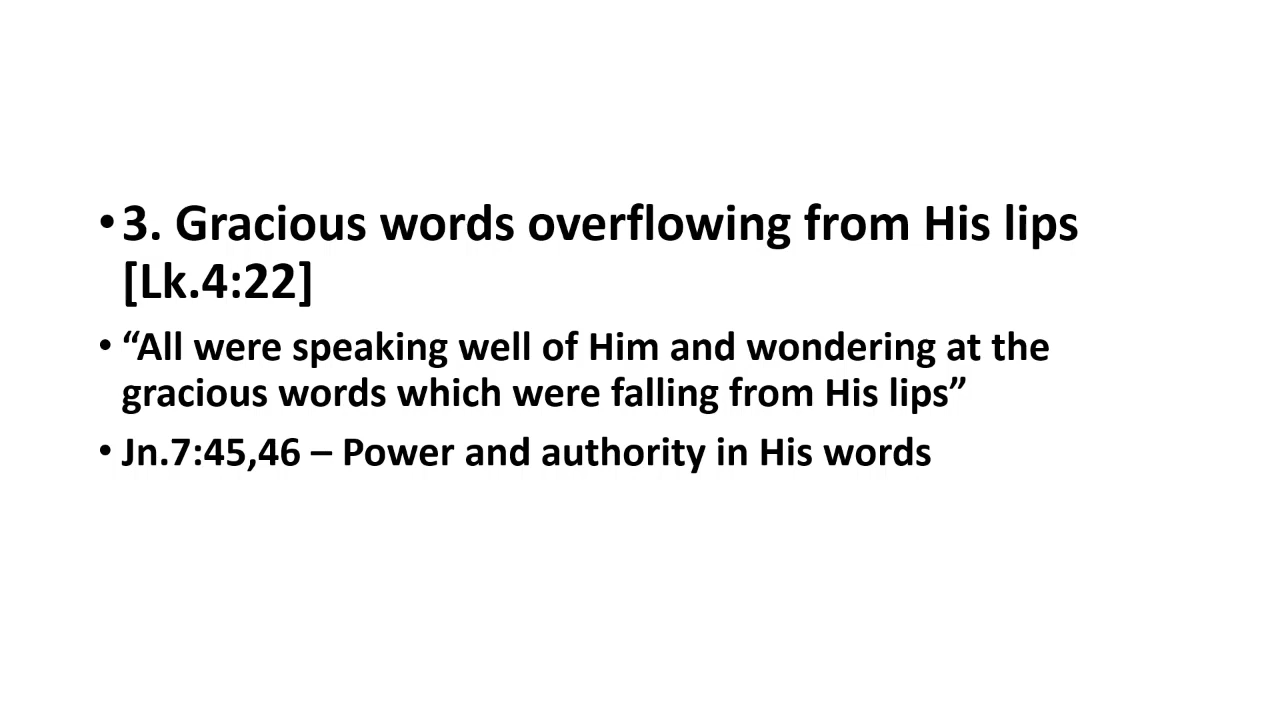 • 3. Gracious words overflowing from His lips
[Lk.4:22]
• “All were speaking well of Him and wondering at the
gracious words which were falling from His lips”
• Jn.7:45,46 – Power and authority in His words